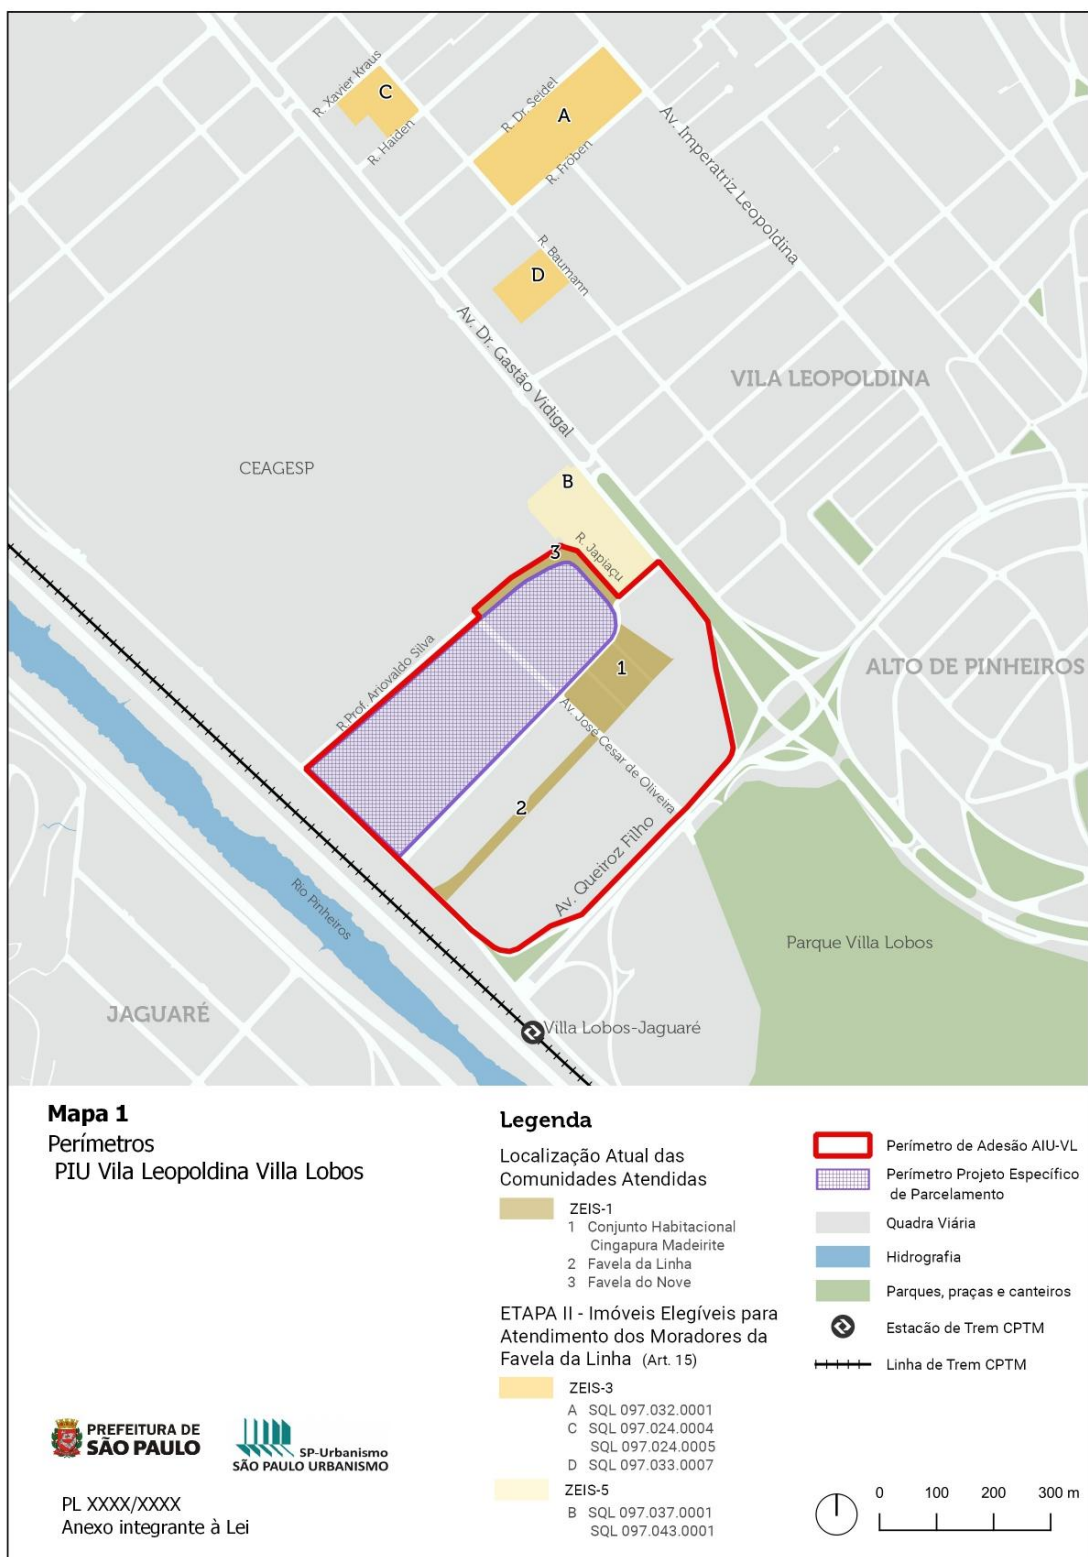 R. Xavier Kraus
C
R. Haiden
R. Dr. Seidel
A
R. Froben
Av. Imperatriz Leopoldina
R. Baumann
D
Av. Dr. Gastão Vidigal
VILA LEOPOLDINA
CEAGESP
B
R. Japiaçu
3
R.Prof. Ariovaldo Silva
1
ALTO DE PINHEIROS
Av. José Cesar de Oliveira
2
Av. Queiroz Filho
Rio Pinheiros
Parque Villa Lobos
JAGUARÉ
Villa Lobos-Jaguaré
Mapa 1
Perímetros
PIU Vila Leopoldina Villa Lobos
PREFEITURA DE
SÃO PAULO
SP-Urbanismo
SÃO PAULO URBANISMO
PL XXXX/XXXX
Anexo integrante à Lei
Legenda
Localização Atual das
Comunidades Atendidas
ZEIS-1
1 Conjunto Habitacional
Cingapura Madeirite
2 Favela da Linha
3 Favela do Nove
ETAPA II - Imóveis Elegíveis para
Atendimento dos Moradores da
Favela da Linha (Art. 15)
ZEIS-3
A SQL 097.032.0001
C SQL 097.024.0004
SQL 097.024.0005
D SQL 097.033.0007
ZEIS-5
B SQL 097.037.0001
SQL 097.043.0001
Perímetro de Adesão AIU-VL
Perímetro Projeto Específico
de Parcelamento
Quadra Viária
Hidrografia
Parques, praças e canteiros
Estacão de Trem CPTM
Linha de Trem CPTM
0 100 200 300 m